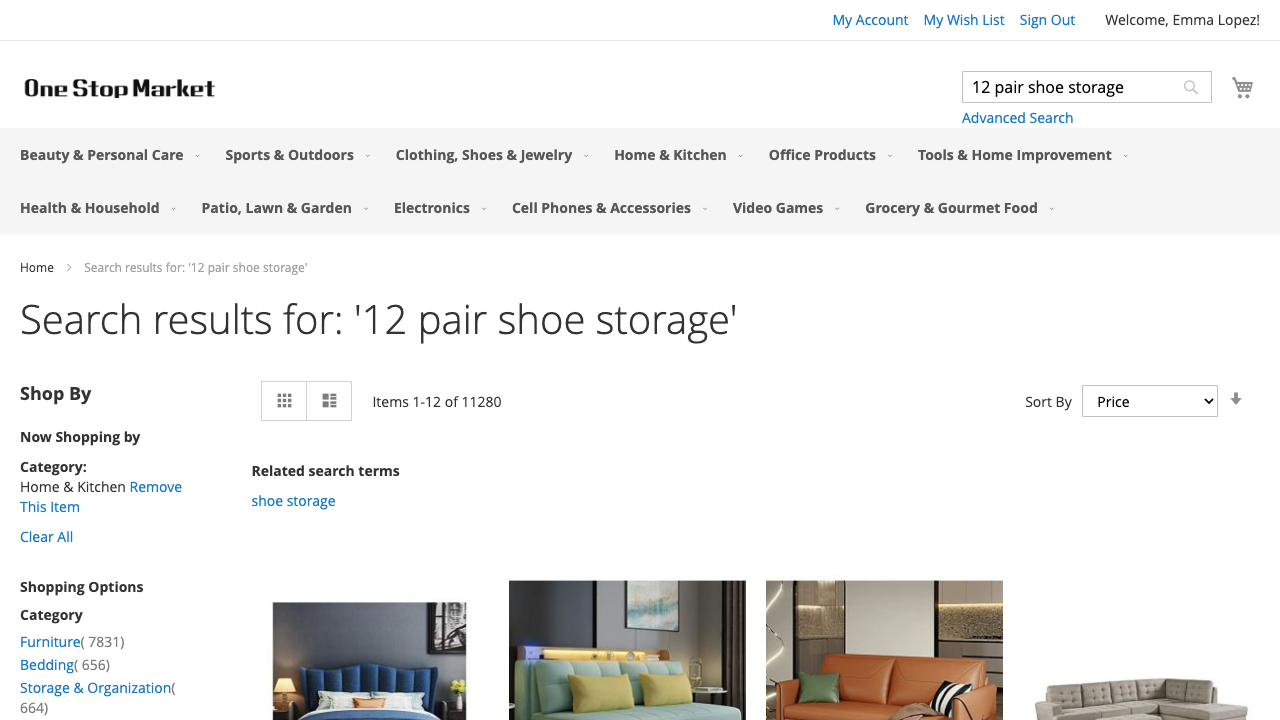 My Account My Wish List Sign Out Welcome, Emma Lopez!
One Stop Market
12 pair shoe storage
Advanced Search
Beauty & Personal Care Sports & Outdoors Clothing, Shoes & Jewelry Home & Kitchen Office Products Tools & Home Improvement
Health & Household Patio, Lawn & Garden Electronics Cell Phones & Accessories Video Games Grocery & Gourmet Food
Home Search results for: '12 pair shoe storage'
Search results for: '12 pair shoe storage'
Shop By
Items 1-12 of 11280
Sort By Price
Now Shopping by
Category:
Home & Kitchen Remove
This Item
Clear All
Related search terms
shoe storage
Shopping Options
Category
Furniture( 7831)
Bedding( 656)
Storage & Organization(
664)